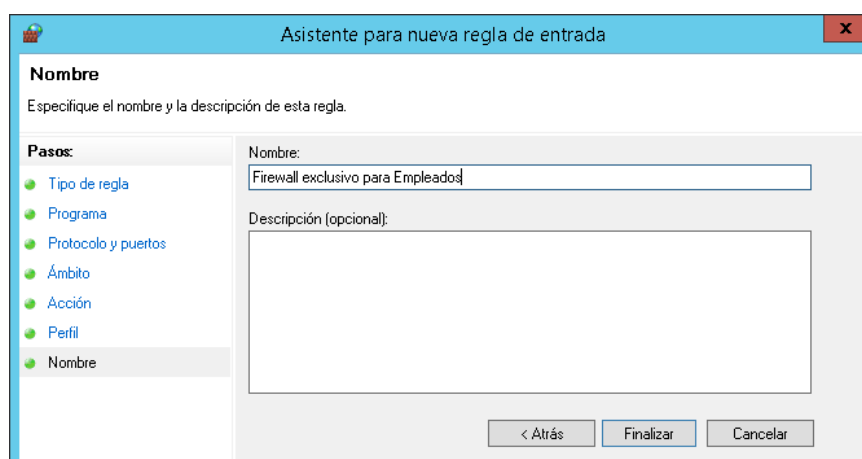 Asistente para nueva regla de entrada
x
Nombre
Especifique el nombre y la descripción de esta regla.
Pasos:
Tipo de regla
Programa
Protocolo y puertos
Ámbito
Acción
Perfil
Nombre
Nombre:
Firewall exclusivo para Empleados
Descripción (opcional):
< Atrás
Finalizar
Cancelar